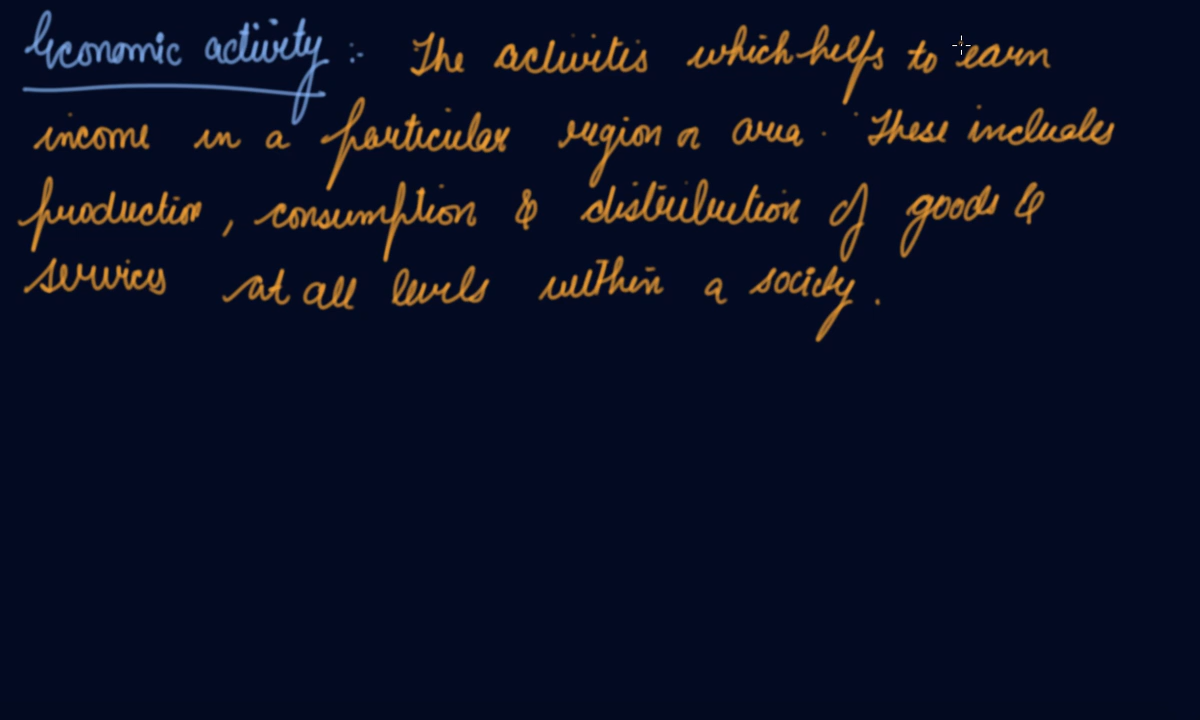 Economic activity :- The activities which helps to earn
income in a particular region or area. These includes
production, consumption & distribution of goods &
services at all levels within a society.